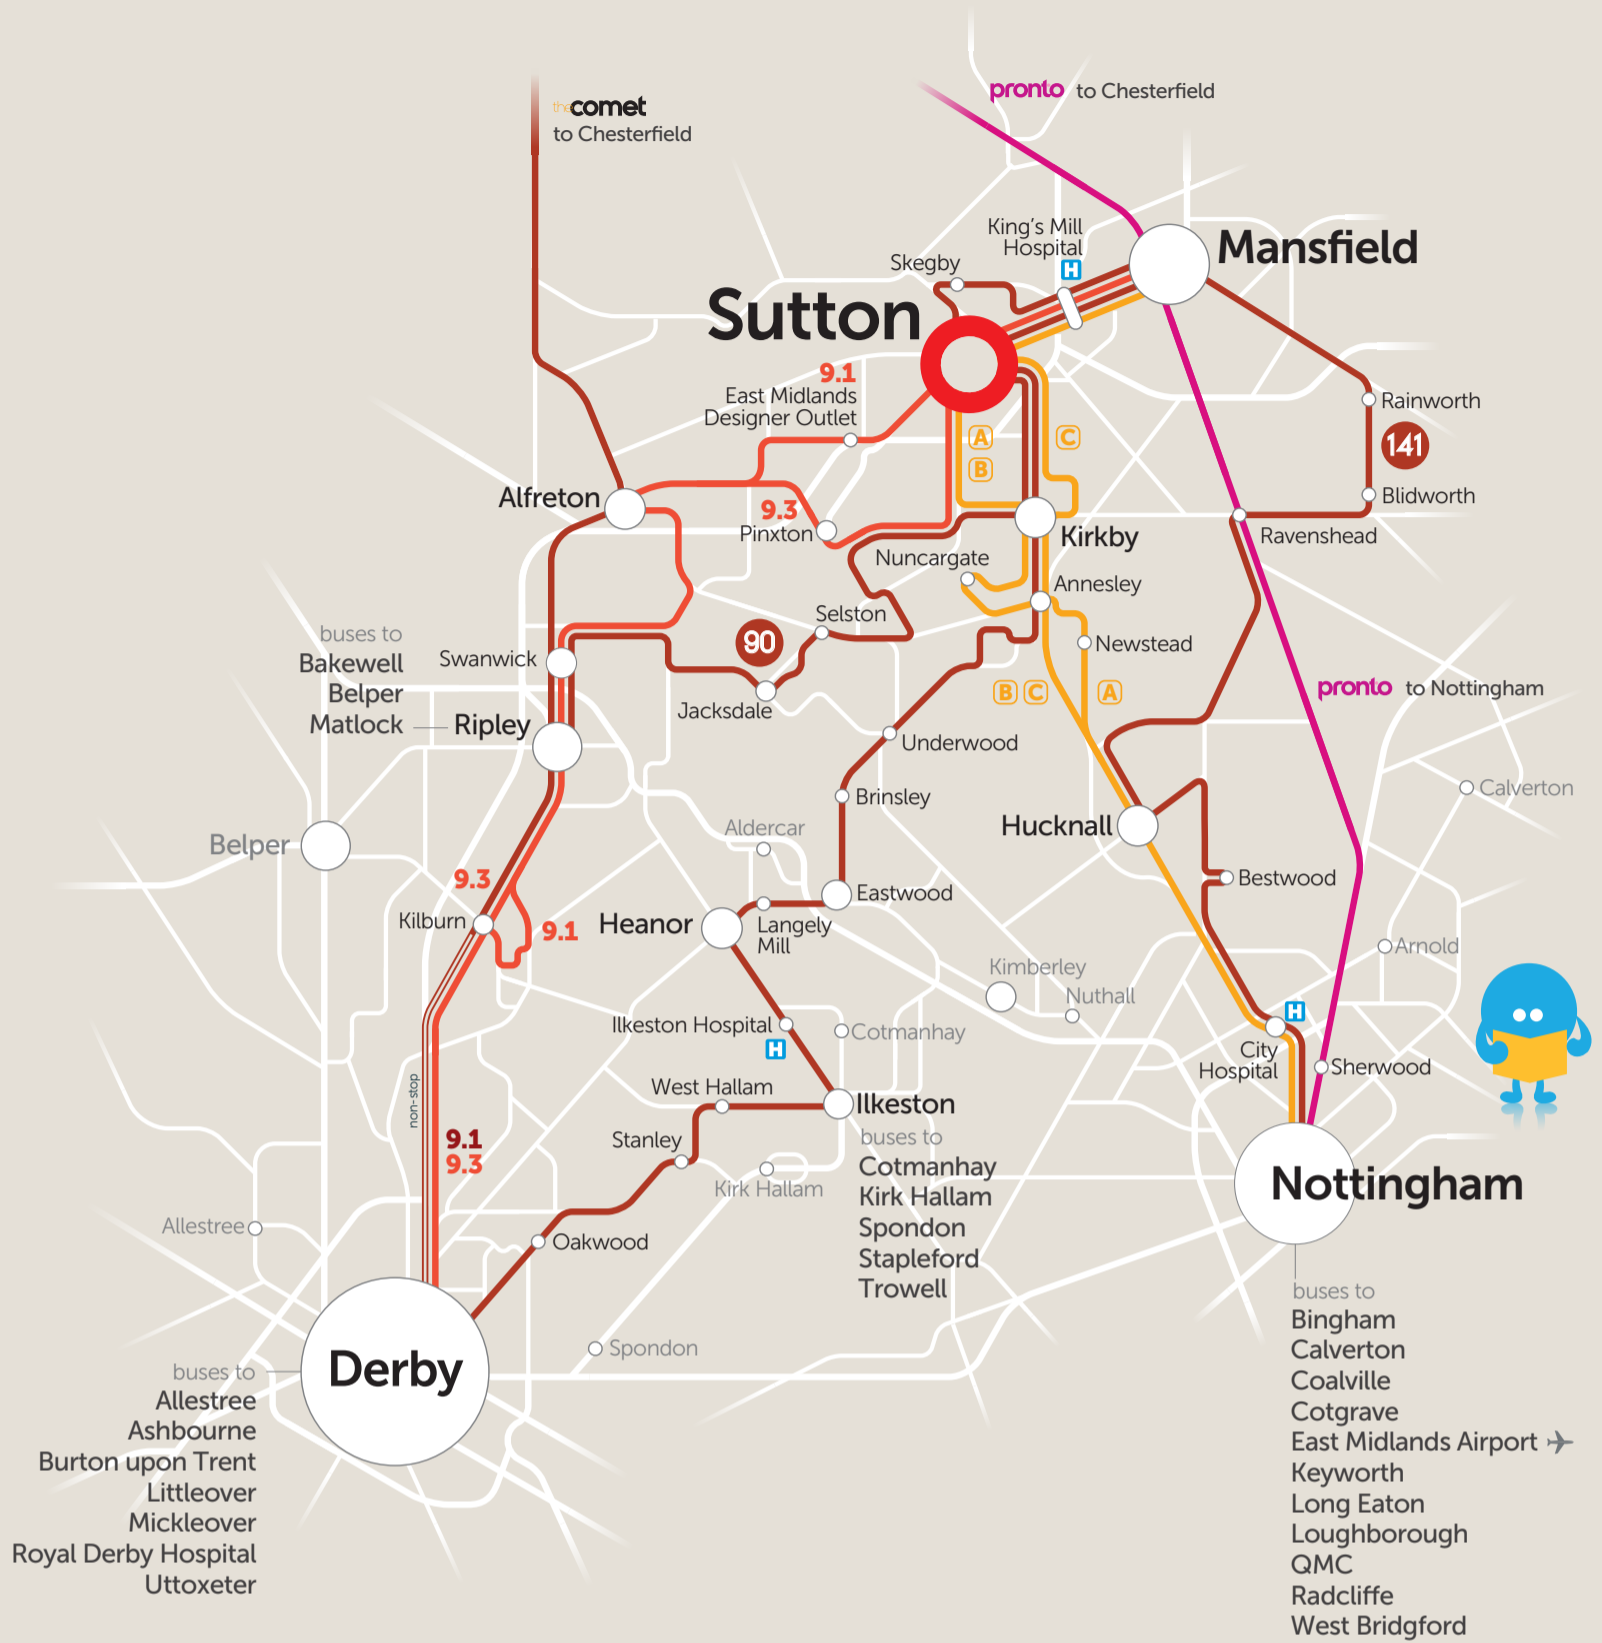 thecomet
to Chesterfield
pronto to Chesterfield
King's Mill
Hospital
H
Skegby
Mansfield
Sutton
9.1
East Midlands
Designer Outlet
A
B
C
Rainworth
141
Blidworth
Alfreton
9.3
Pinxton
Kirkby
Ravenshead
Nuncargate
Annesley
Selston
90
Newstead
buses to
Bakewell
Belper
Matlock
Swanwick
Ripley
Jacksdale
B C
A
pronto to Nottingham
Underwood
Brinsley
Calverton
Aldercar
Hucknall
Belper
9.3
Bestwood
Eastwood
Kilburn
9.1
Heanor
Langely
Mill
Arnold
Kimberley
Nuthall
Ilkeston Hospital
H
Cotmanhay
H
City
Hospital
Sherwood
non-stop
West Hallam
Ilkeston
buses to
Cotmanhay
Kirk Hallam
Spondon
Stapleford
Trowell
9.1
9.3
Stanley
Kirk Hallam
Nottingham
Allestree
Oakwood
buses to
Bingham
Calverton
Coalville
Cotgrave
East Midlands Airport
Keyworth
Long Eaton
Loughborough
QMC
Radcliffe
West Bridgford
Spondon
Derby
buses to
Allestree
Ashbourne
Burton upon Trent
Littleover
Mickleover
Royal Derby Hospital
Uttoxeter